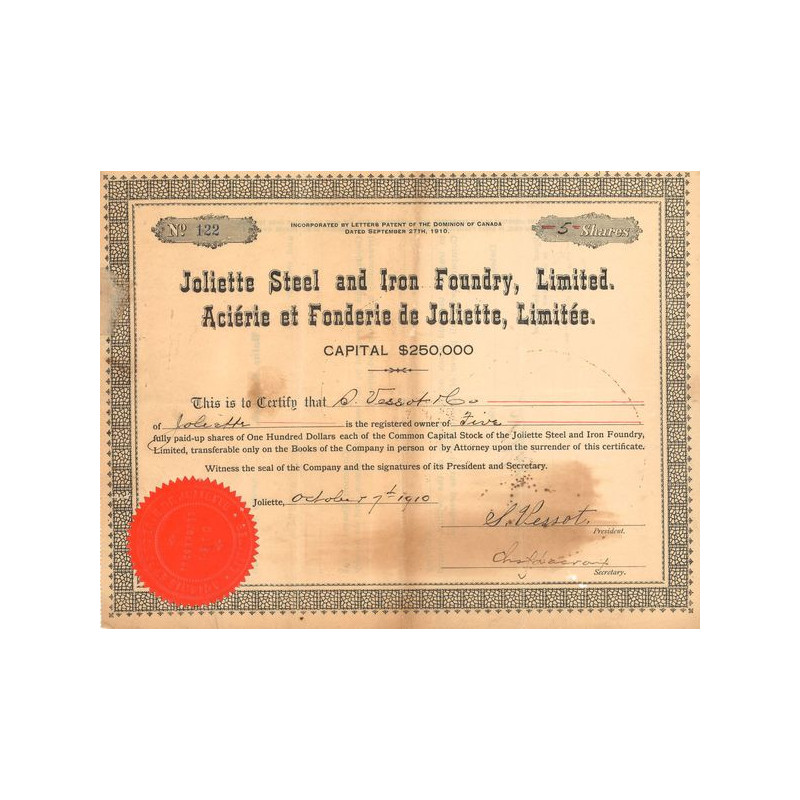 No 122
INCORPORATED BY LETTERS PATENT OF THE DOMINION OF CANADA
DATED SEPTEMBER 27TH, 1910.
-5- Shares
Joliette Steel and Iron Foundry, Limited.
Aciérie et Fonderie de Joliette, Limitée.
CAPITAL $250,000
This is to Certify that S. Vessot & Co
of Joliette is the registered owner of Five
fully paid-up shares of One Hundred Dollars each of the Common Capital Stock of the Joliette Steel and Iron Foundry,
Limited, transferable only on the Books of the Company in person or by Attorney upon the surrender of this certificate.
Witness the seal of the Company and the signatures of its President and Secretary.
Joliette, October 7th 1910
S. Vessot.
President.
Secretary.